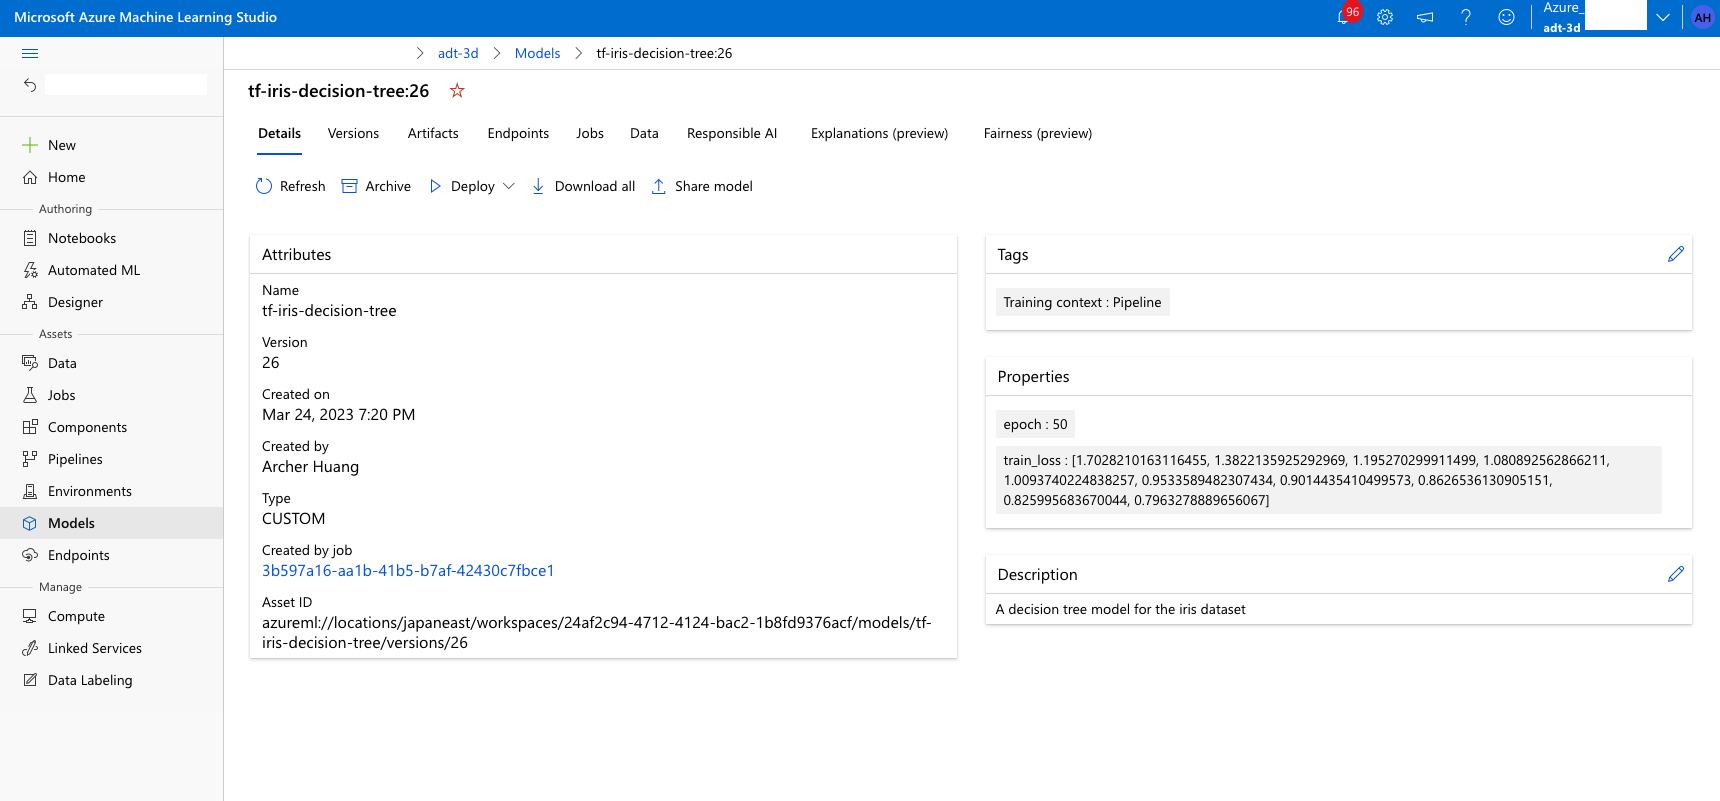 Microsoft Azure Machine Learning Studio
96
Azure_
adt-3d
AH
adt-3d
Models
tf-iris-decision-tree:26
New
Home
Authoring
Notebooks
Automated ML
Designer
Assets
Data
Jobs
Components
Pipelines
Environments
Models
Endpoints
Manage
Compute
Linked Services
Data Labeling
tf-iris-decision-tree:26
Details Versions Artifacts Endpoints Jobs Data Responsible AI Explanations (preview) Fairness (preview)
Refresh Archive Deploy Download all Share model
Attributes
Name
tf-iris-decision-tree
Version
26
Created on
Mar 24, 2023 7:20 PM
Created by
Archer Huang
Type
CUSTOM
Created by job
3b597a16-aa1b-41b5-b7af-42430c7fbce1
Asset ID
azureml://locations/japaneast/workspaces/24af2c94-4712-4124-bac2-1b8fd9376acf/models/tf-
iris-decision-tree/versions/26
Tags
Training context : Pipeline
Properties
epoch : 50
train_loss : [1.7028210163116455, 1.3822135925292969, 1.195270299911499, 1.080892562866211,
1.0093740224838257, 0.9533589482307434, 0.9014435410499573, 0.8626536130905151,
0.825995683670044, 0.7963278889656067]
Description
A decision tree model for the iris dataset